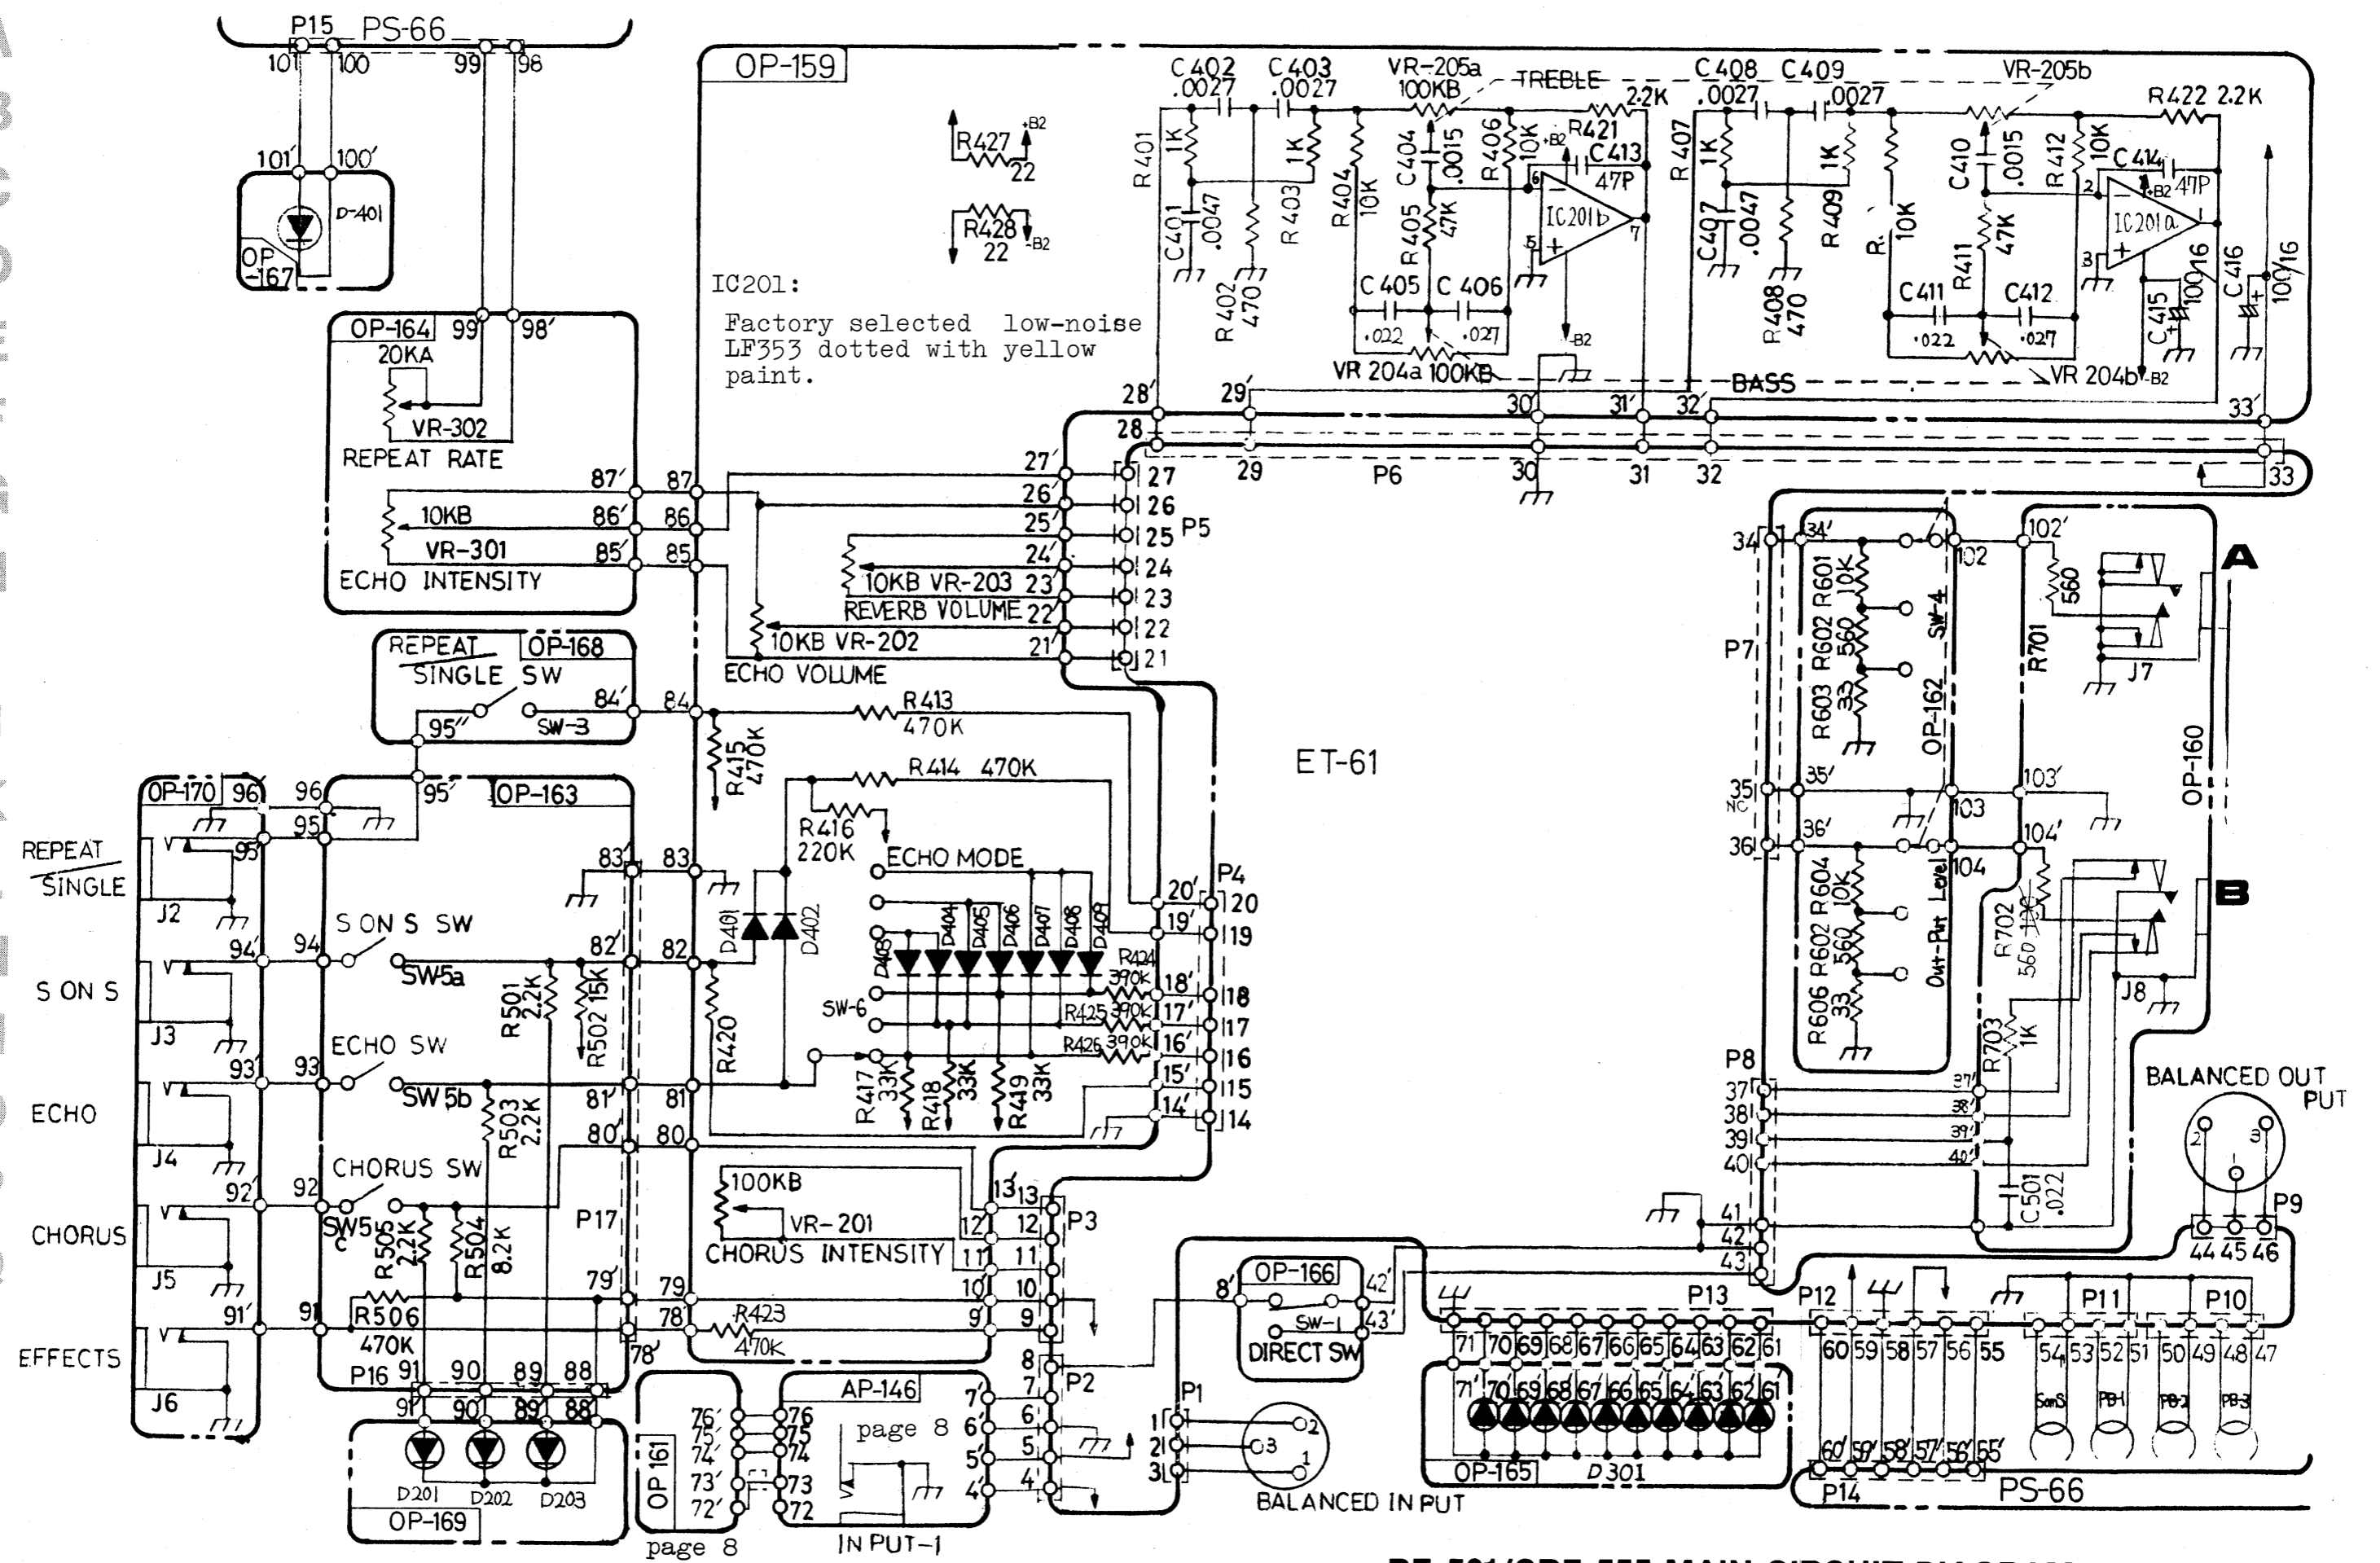 P15 PS-66
101 100 99 98
101' 100'
D-401
OP
-167
OP-164 99' 98'
20KA
VR-302
REPEAT RATE
87' 87
10KB 86' 86
VR-301 85' 85
ECHO INTENSITY
OP-159
R427
+B2
22
R428
-B2
22
IC201:
Factory selected low-noise
LF353 dotted with yellow
paint.
C402 C403 VR-205a TREBLE C408 C409 VR-205b
.0027 .0027 100KB 2.2K .0027 .0027 R422 2.2K
R401 1K
C401 .0047
R402 470
R403 1K
R404 10K
C404 .0015
R405 47K
R406 10K
R421
+B2
C413
47P
6
IC201b
5
7
-B2
C405 C406
.022 .027
VR 204a 100KB
BASS
R407 1K
C407 .0047
R408 470
R409 1K
R. 10K
C410 .0015
R411 47K
R412 10K
C414
+B2
47P
2
IC201a
1
3
C411 C412
.022 .027
VR 204b
-B2
C415 100/16
C416 100/16
28' 29' 30' 31' 32' 33'
28 29 P6 30 31 32 33
27' 27
26' 26
25' 25 P5
24' 24
10KB VR-203 23' 23
REVERB VOLUME 22' 22
10KB VR-202 21' 21
ECHO VOLUME
REPEAT OP-168
SINGLE SW
84' 84
95" SW-3
R413
470K
R415 470K
R414 470K
R416
220K
ET-61
OP-170 96' 96
95' OP-163
95
95'
REPEAT
SINGLE
J2
83' 83
ECHO MODE
S ON S SW
94' 94
82' 82
SW5a
S ON S
J3
R501 2.2K
R502 15K
D401 D402
D403 D404 D405 D406 D407 D408 D409
R424
390K
R425 390K
R426 390K
SW-6
R420
R417 33K
R418 33K
R419 33K
P4
20' 20
19' 19
18' 18
17' 17
16' 16
15' 15
14' 14
ECHO SW
93' 93
SW5b
81' 81
ECHO
J4
R503 2.2K
80' 80
CHORUS SW
92' 92
SW5
c
CHORUS
J5
R505 2.2K
R504 8.2K
P17
100KB
VR-201
CHORUS INTENSITY
13' 13 P3
12' 12
11' 11
10' 10
9' 9
79' 79
R506
470K
78' 78
R423
470K
91' 91
EFFECTS
J6
P16 91 90 89 88
91' 90' 89' 88'
D201 D202 D203
OP-169
OP 161
76' 76
75' 75
74' 74
73' 73
72' 72
page 8
AP-146
page 8
IN PUT-1
8 P2
7' 7
6' 6
5' 5
4' 4
P1
1 2
2 3
3 1
BALANCED IN PUT
8' OP-166 42'
SW-1 43'
DIRECT SW
P7
34 34' 102 102'
R601 10K
R602 560
R603 33
SW-4
OP-162
35 35' 103 103'
NC
36 36' 104 104'
R604 10K
R602 560
R606 33
Out-Put Level
R701 560
J7
A
OP-160
B
R702 560
J8
R703 1K
C501 .022
P8
37 37'
38 38'
39 39'
40 40'
41
42
43
BALANCED OUT
PUT
2 3
1
P9
44 45 46
P13
71 70 69 68 67 66 65 64 63 62 61
71' 70' 69' 68' 67' 66' 65' 64' 63' 62' 61'
OP-165 D301
P12 P11 P10
60 59 58 57 56 55 54 53 52 51 50 49 48 47
SonS PB-1 PB-2 PB-3
60' 59' 58' 57' 56' 55'
P14 PS-66